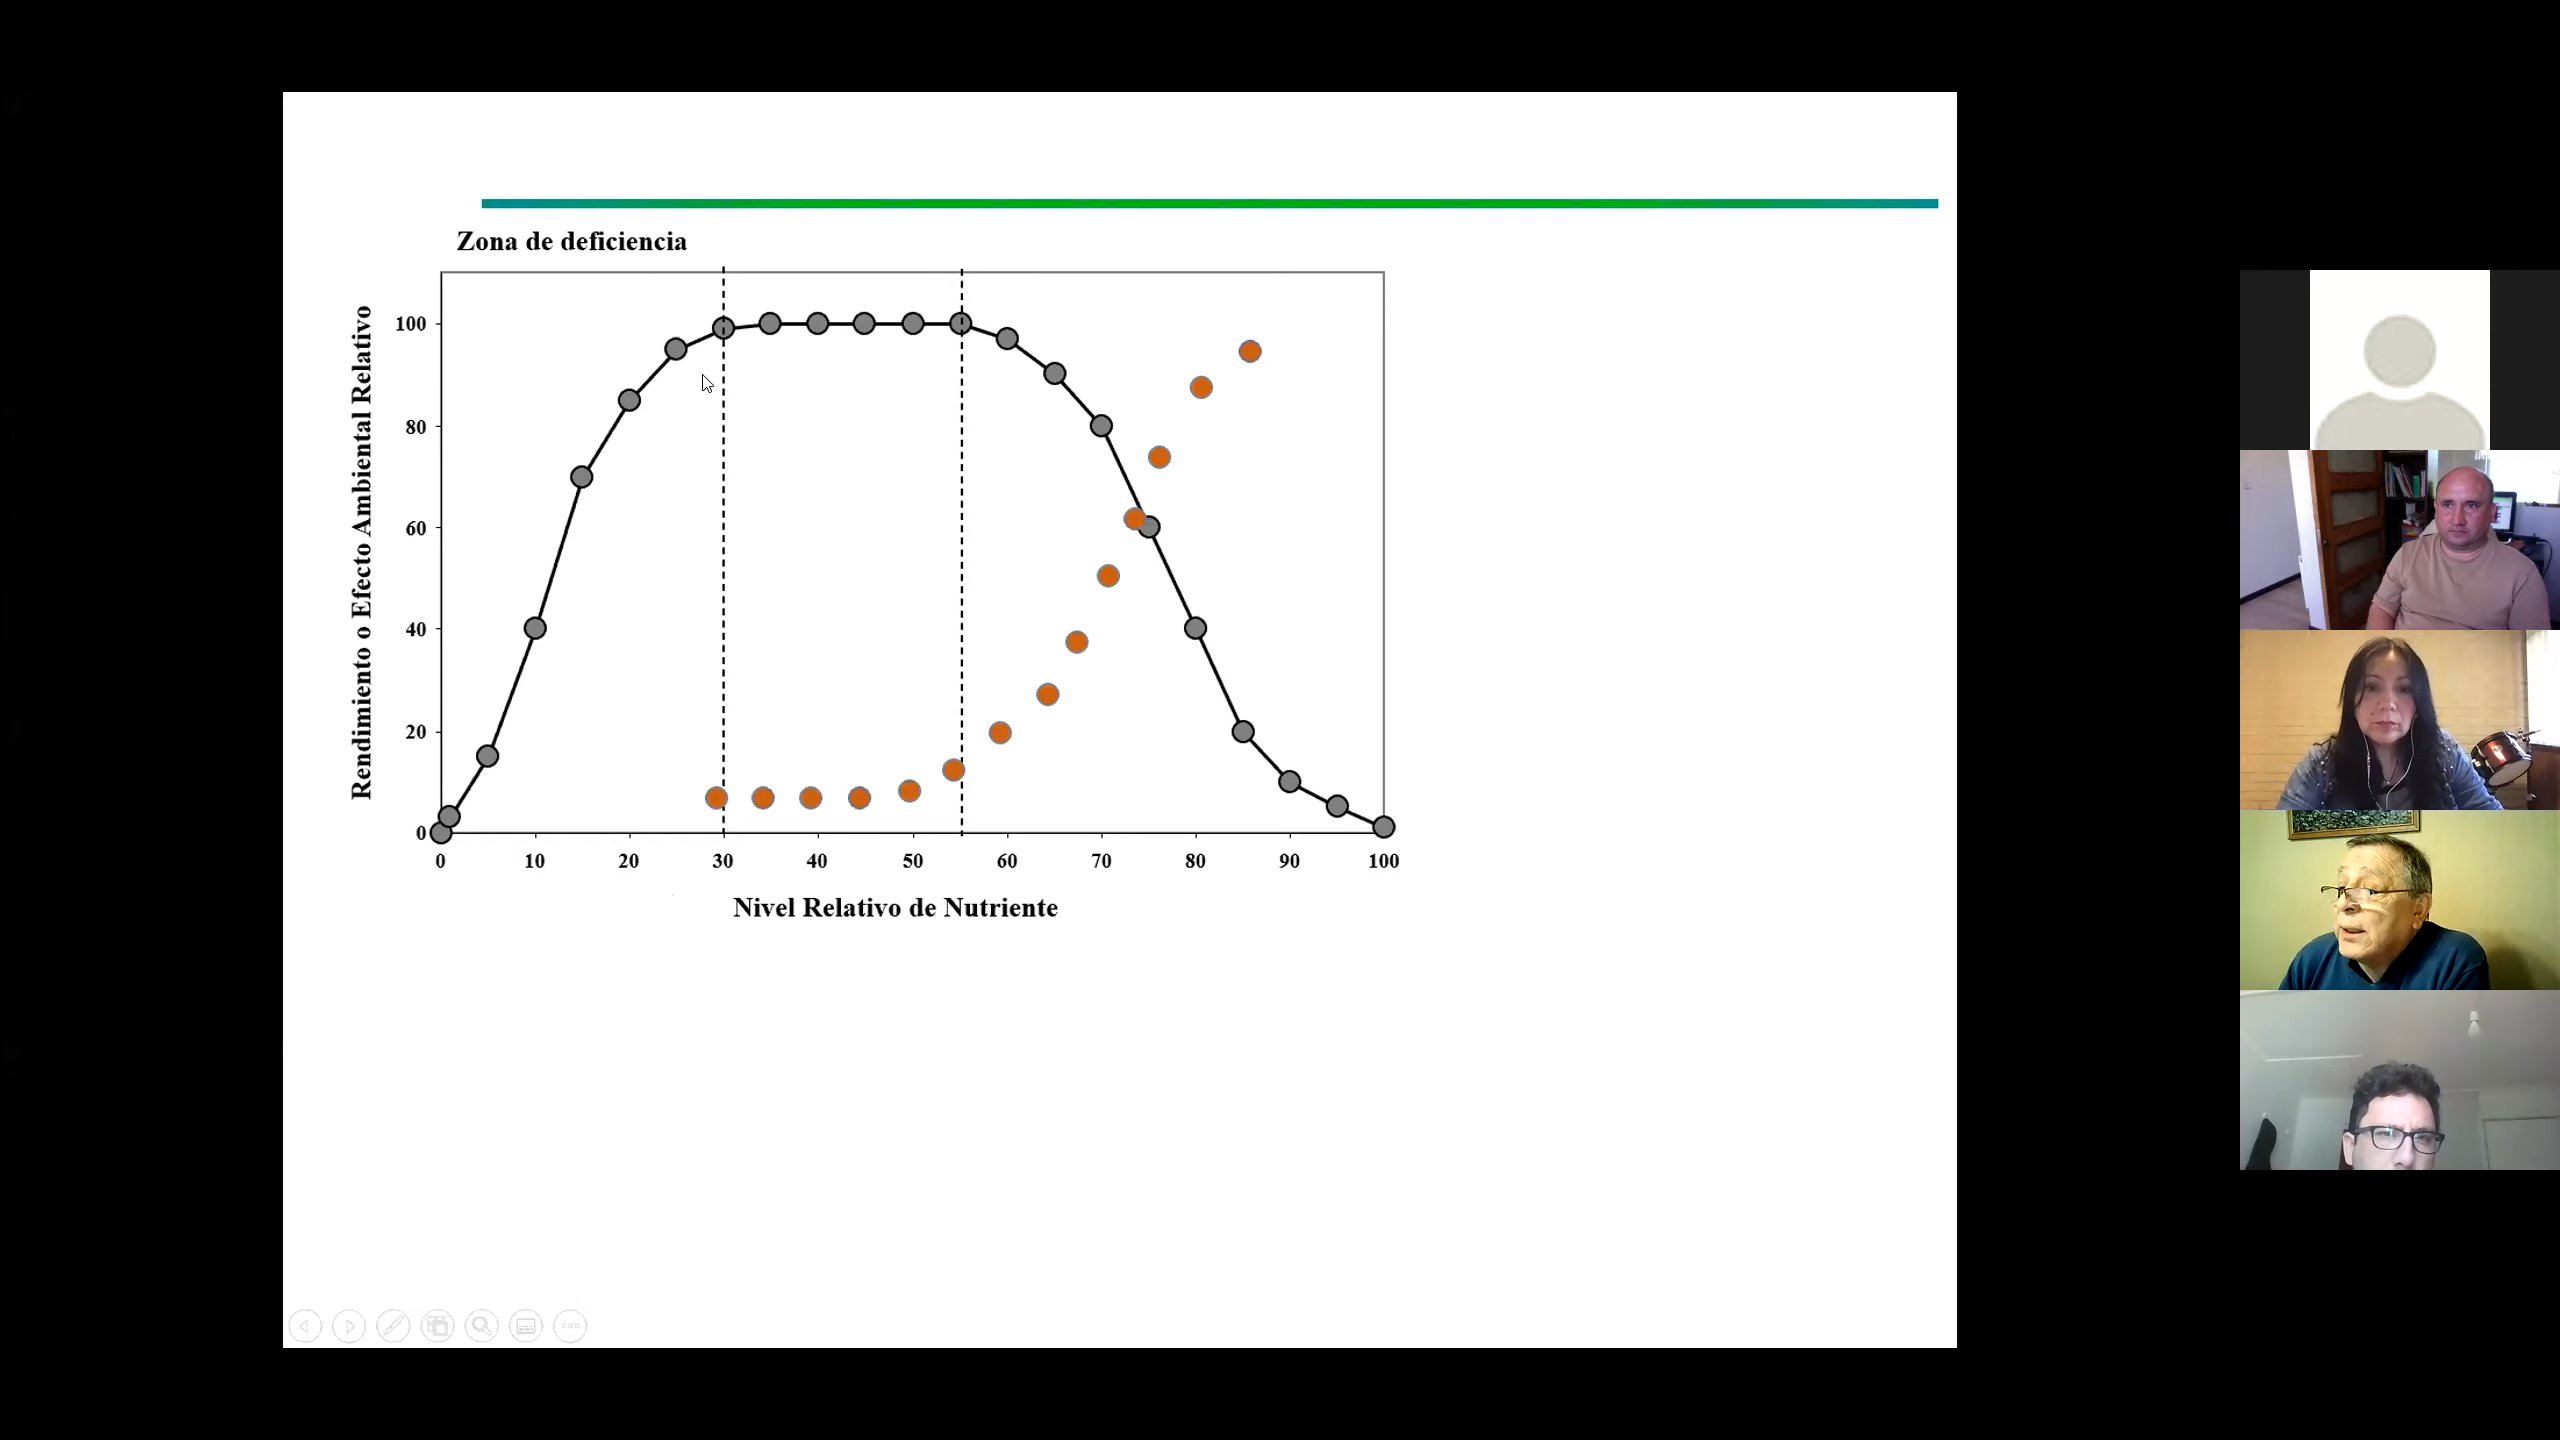 Zona de deficiencia
Rendimiento o Efecto Ambiental Relativo
100
80
60
40
20
0
0 10 20 30 40 50 60 70 80 90 100
Nivel Relativo de Nutriente